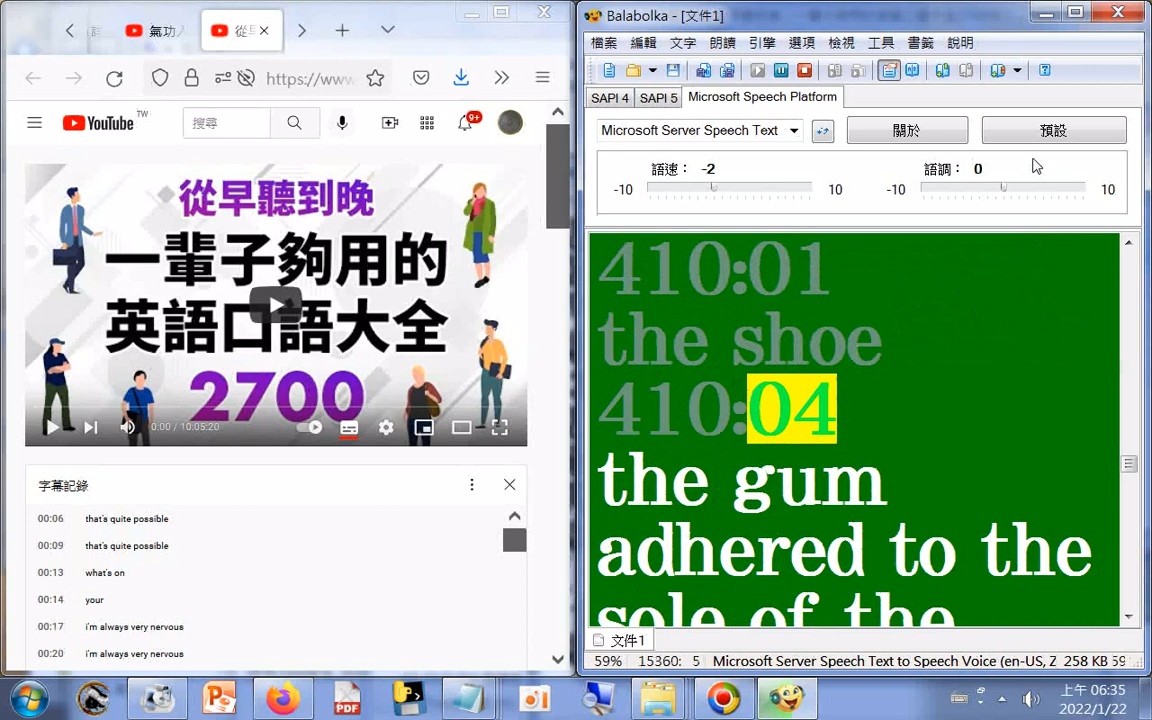 氣功
從
https://www
YouTube TW
搜尋
9+
從早聽到晚
一輩子夠用的
英語口語大全
2700
0:00 / 10:05:20
字幕記錄
00:06 that's quite possible
00:09 that's quite possible
00:13 what's on
00:14 your
00:17 i'm always very nervous
00:20 i'm always very nervous
Balabolka - [文件1]
檔案 編輯 文字 朗讀 引擎 選項 檢視 工具 書籤 說明
SAPI 4 SAPI 5 Microsoft Speech Platform
Microsoft Server Speech Text 關於 預設
語速： -2 語調： 0
-10 10 -10 10
410:01
the shoe
410:04
the gum
adhered to the
sole of the
文件1
59% 15360: 5 Microsoft Server Speech Text to Speech Voice (en-US, Z 258 KB 59
PDF
上午 06:35
2022/1/22